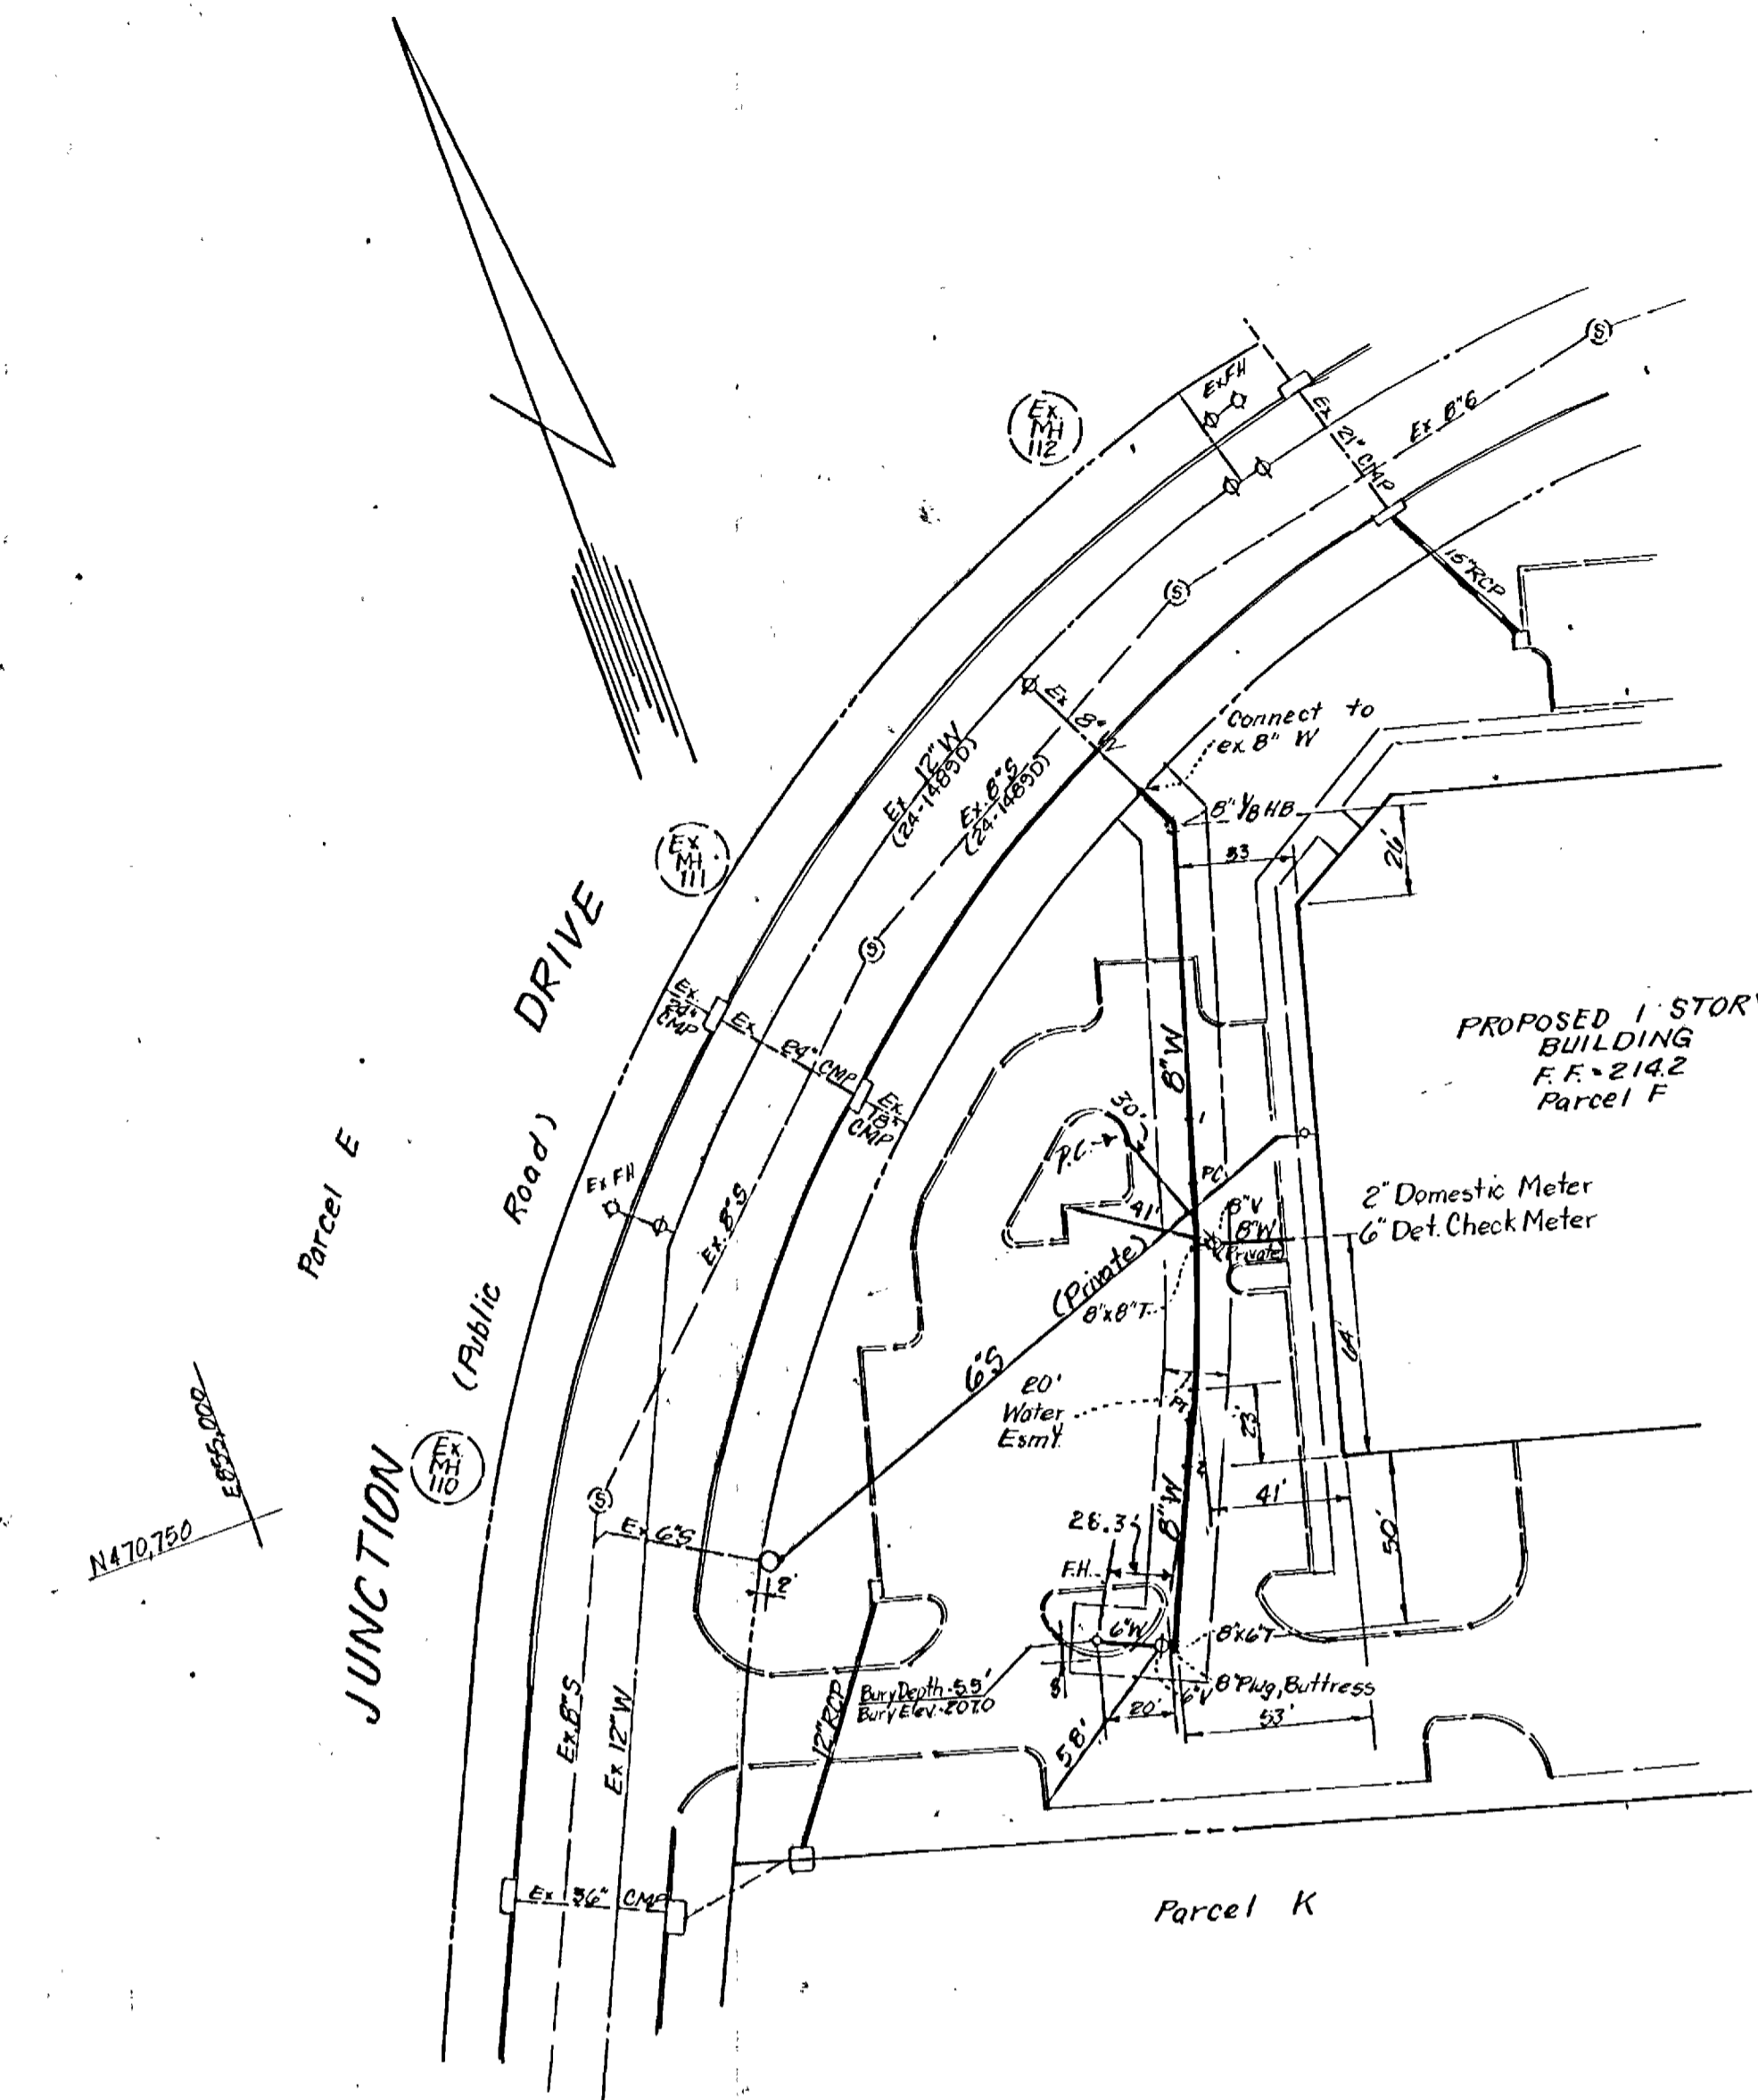 Ex FH
Ex.
MH
112
Ex
21"
CMP
Ex 8"G
15" RCP
Connect to
ex. 8" W
Ex 8"
Ex 12" W
(24-1489D)
Ex. 8" S
(24-1489D)
8" 1/8 HB
33
26'
Ex
MH
111
DRIVE
Ex.
24"
CMP
Ex 24" CMP
Ex.
18"
CMP
8" W
PROPOSED 1 STORY
BUILDING
F.F. = 214.2
Parcel F
30'
P.C.
P.C.
Parcel E
Road)
Ex FH
Ex. 8" S
41'
8" V
8" W
(Private)
2" Domestic Meter
6" Det. Check Meter
(Private)
8"x8" T.
(Public
6" S
20'
Water
Esmt.
PT
23'
64'
E855,000
N470,750
JUNCTION
Ex.
MH
110
Ex 6" S
2'
8" W
41'
50'
28.3'
F.H.
6" W
8"x6" T
Bury Depth - 5.5'
Bury Elev. - 207.0
6" V
8" Plug, Buttress
20'
53'
58'
12" RCP
Ex 8" S
Ex 12" W
Ex 36" CMP
Parcel K